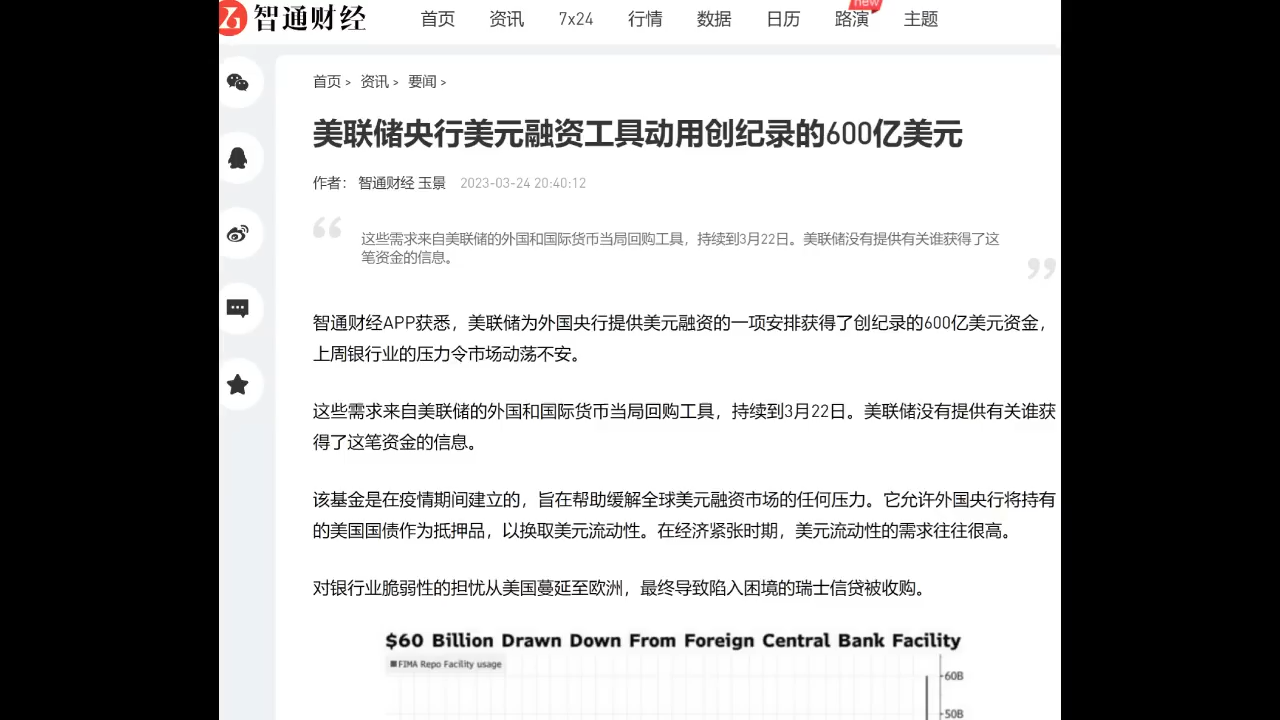 智通财经 首页 资讯 7x24 行情 数据 日历 路演 new 主题
首页 > 资讯 > 要闻 >
美联储央行美元融资工具动用创纪录的600亿美元
作者： 智通财经 玉景 2023-03-24 20:40:12
“
这些需求来自美联储的外国和国际货币当局回购工具，持续到3月22日。美联储没有提供有关谁获得了这
笔资金的信息。
”
智通财经APP获悉，美联储为外国央行提供美元融资的一项安排获得了创纪录的600亿美元资金，
上周银行业的压力令市场动荡不安。
这些需求来自美联储的外国和国际货币当局回购工具，持续到3月22日。美联储没有提供有关谁获
得了这笔资金的信息。
该基金是在疫情期间建立的，旨在帮助缓解全球美元融资市场的任何压力。它允许外国央行将持有
的美国国债作为抵押品，以换取美元流动性。在经济紧张时期，美元流动性的需求往往很高。
对银行业脆弱性的担忧从美国蔓延至欧洲，最终导致陷入困境的瑞士信贷被收购。
$60 Billion Drawn Down From Foreign Central Bank Facility
FIMA Repo Facility usage
60B
50B